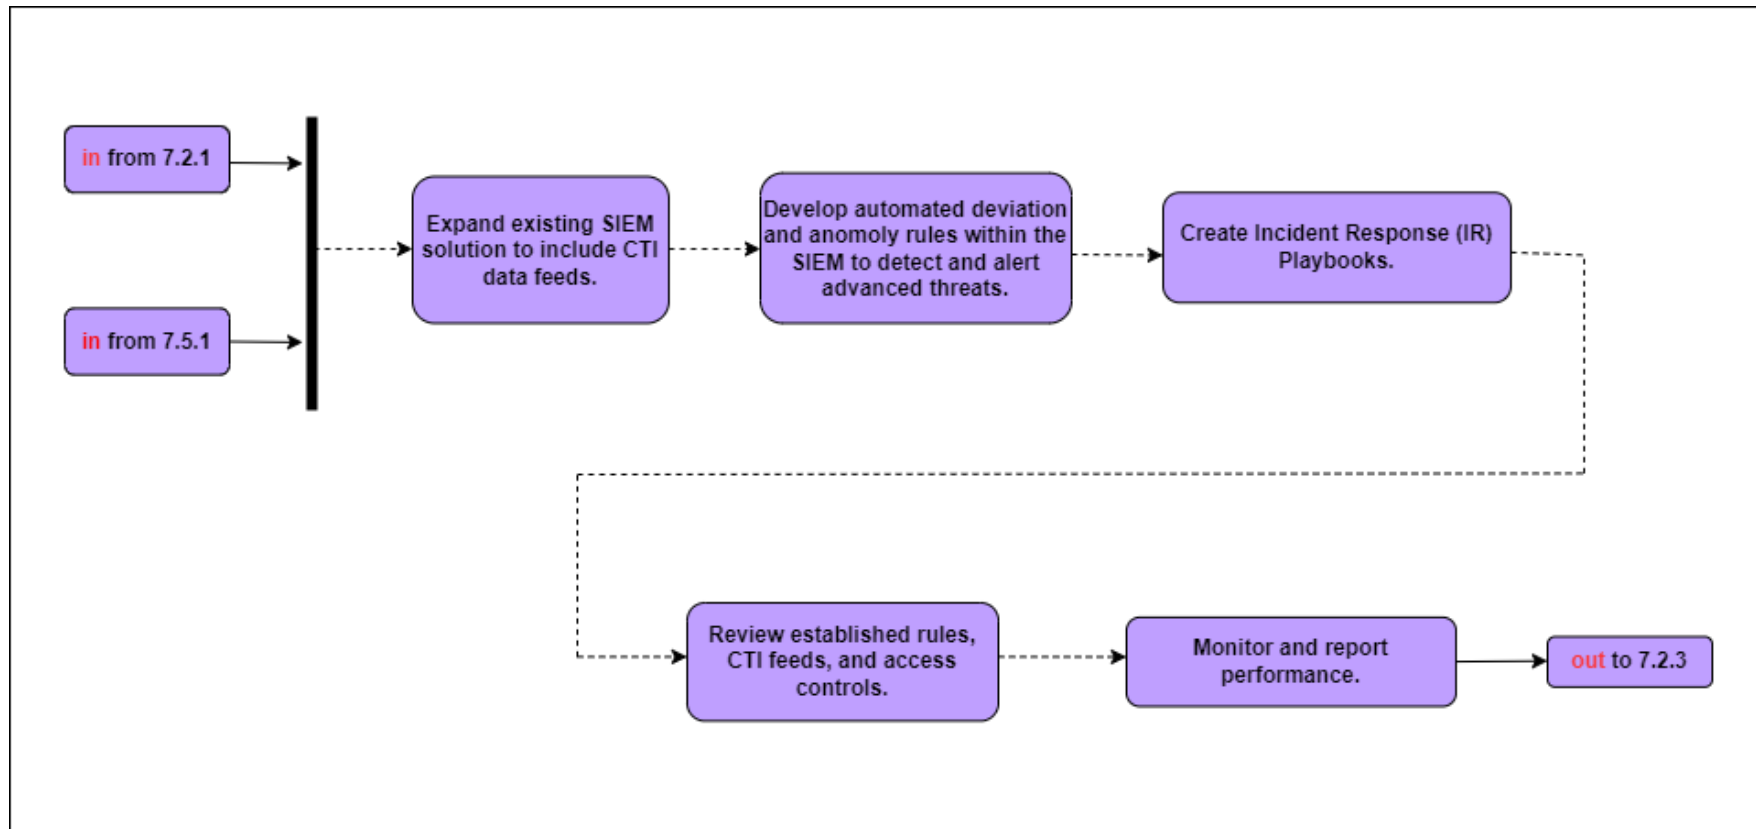 in from 7.2.1
in from 7.5.1
Expand existing SIEM
solution to include CTI
data feeds.
Develop automated deviation
and anomoly rules within the
SIEM to detect and alert
advanced threats.
Create Incident Response (IR)
Playbooks.
Review established rules,
CTI feeds, and access
controls.
Monitor and report
performance.
out to 7.2.3